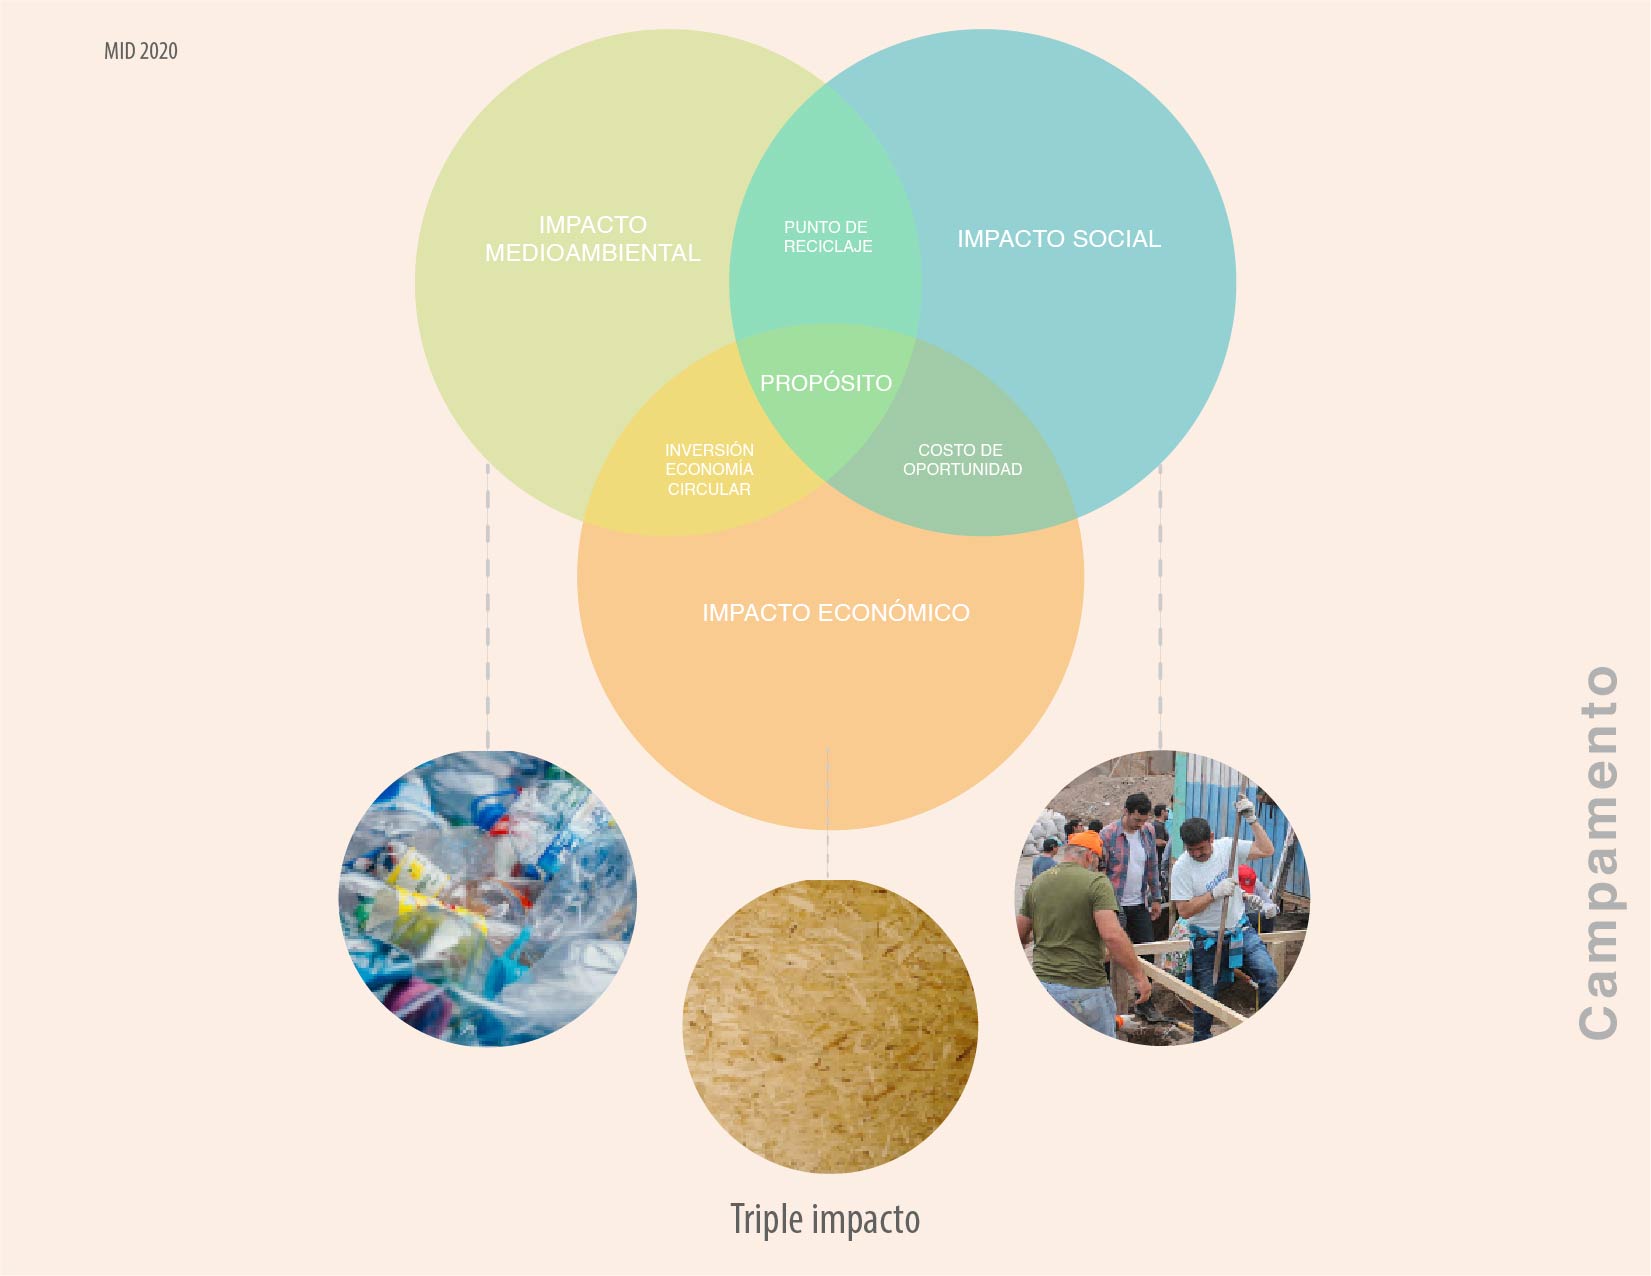 MID 2020
IMPACTO
MEDIOAMBIENTAL
PUNTO DE
RECICLAJE
IMPACTO SOCIAL
PROPÓSITO
INVERSIÓN
ECONOMÍA
CIRCULAR
COSTO DE
OPORTUNIDAD
IMPACTO ECONÓMICO
Campamento
Triple impacto